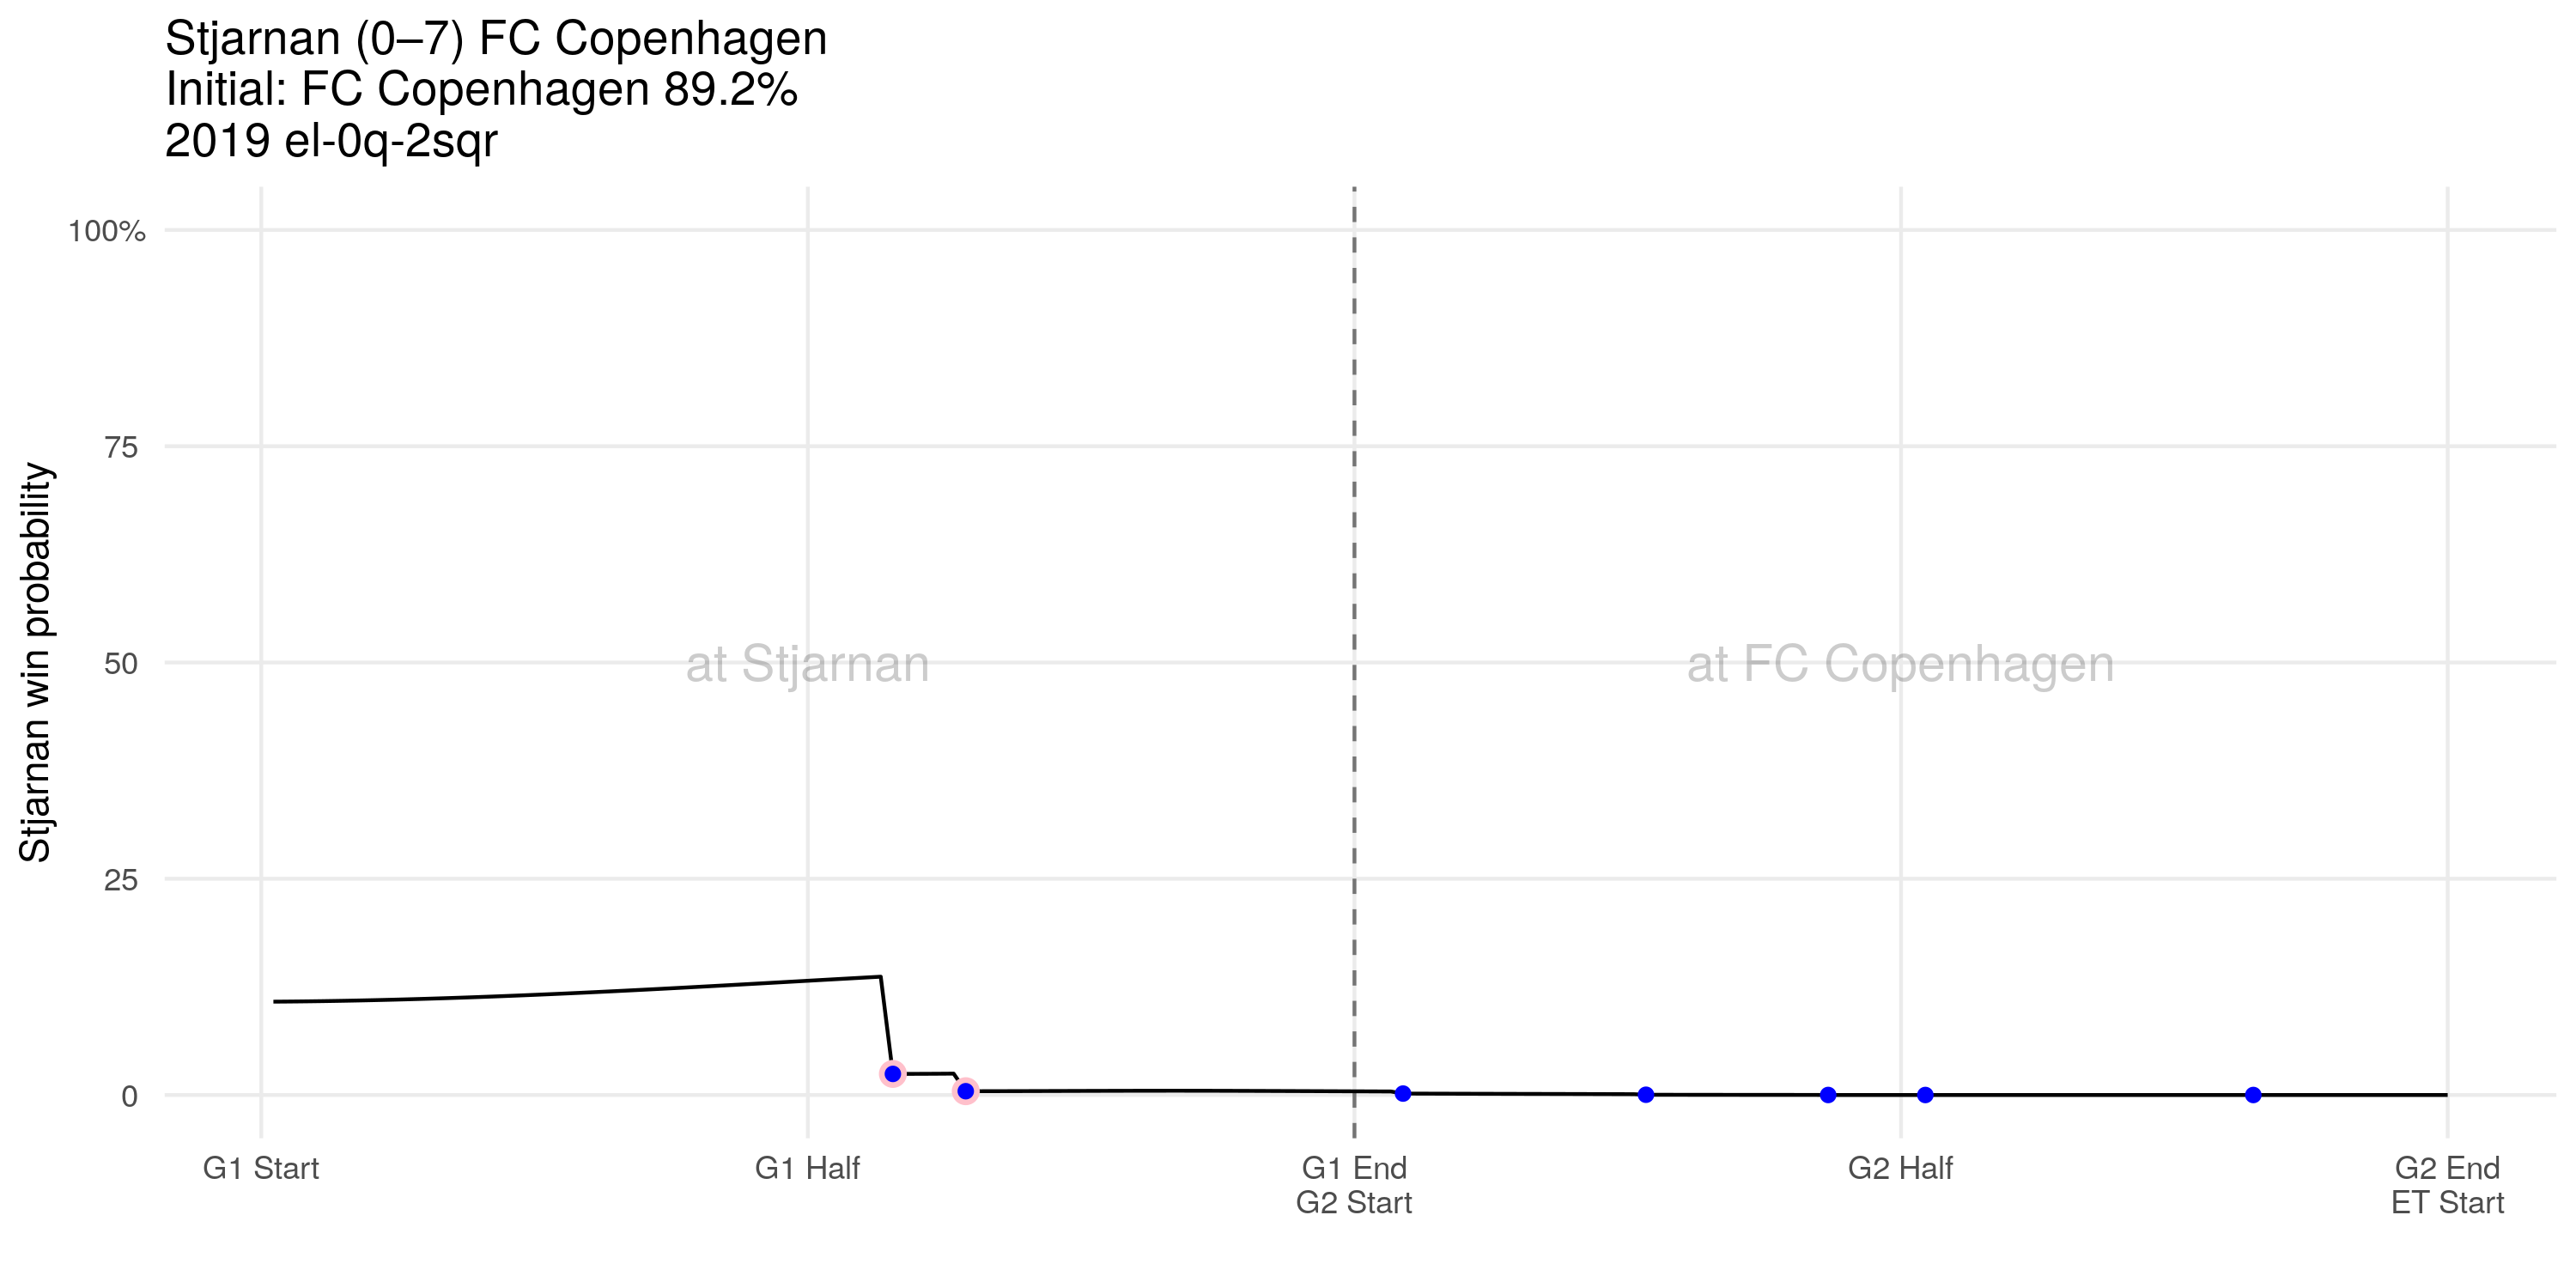 Stjarnan (0–7) FC Copenhagen
Initial: FC Copenhagen 89.2%
2019 el-0q-2sqr
Stjarnan win probability
100%
75
50
25
0
at Stjarnan
at FC Copenhagen
G1 Start
G1 Half
G1 End
G2 Start
G2 Half
G2 End
ET Start